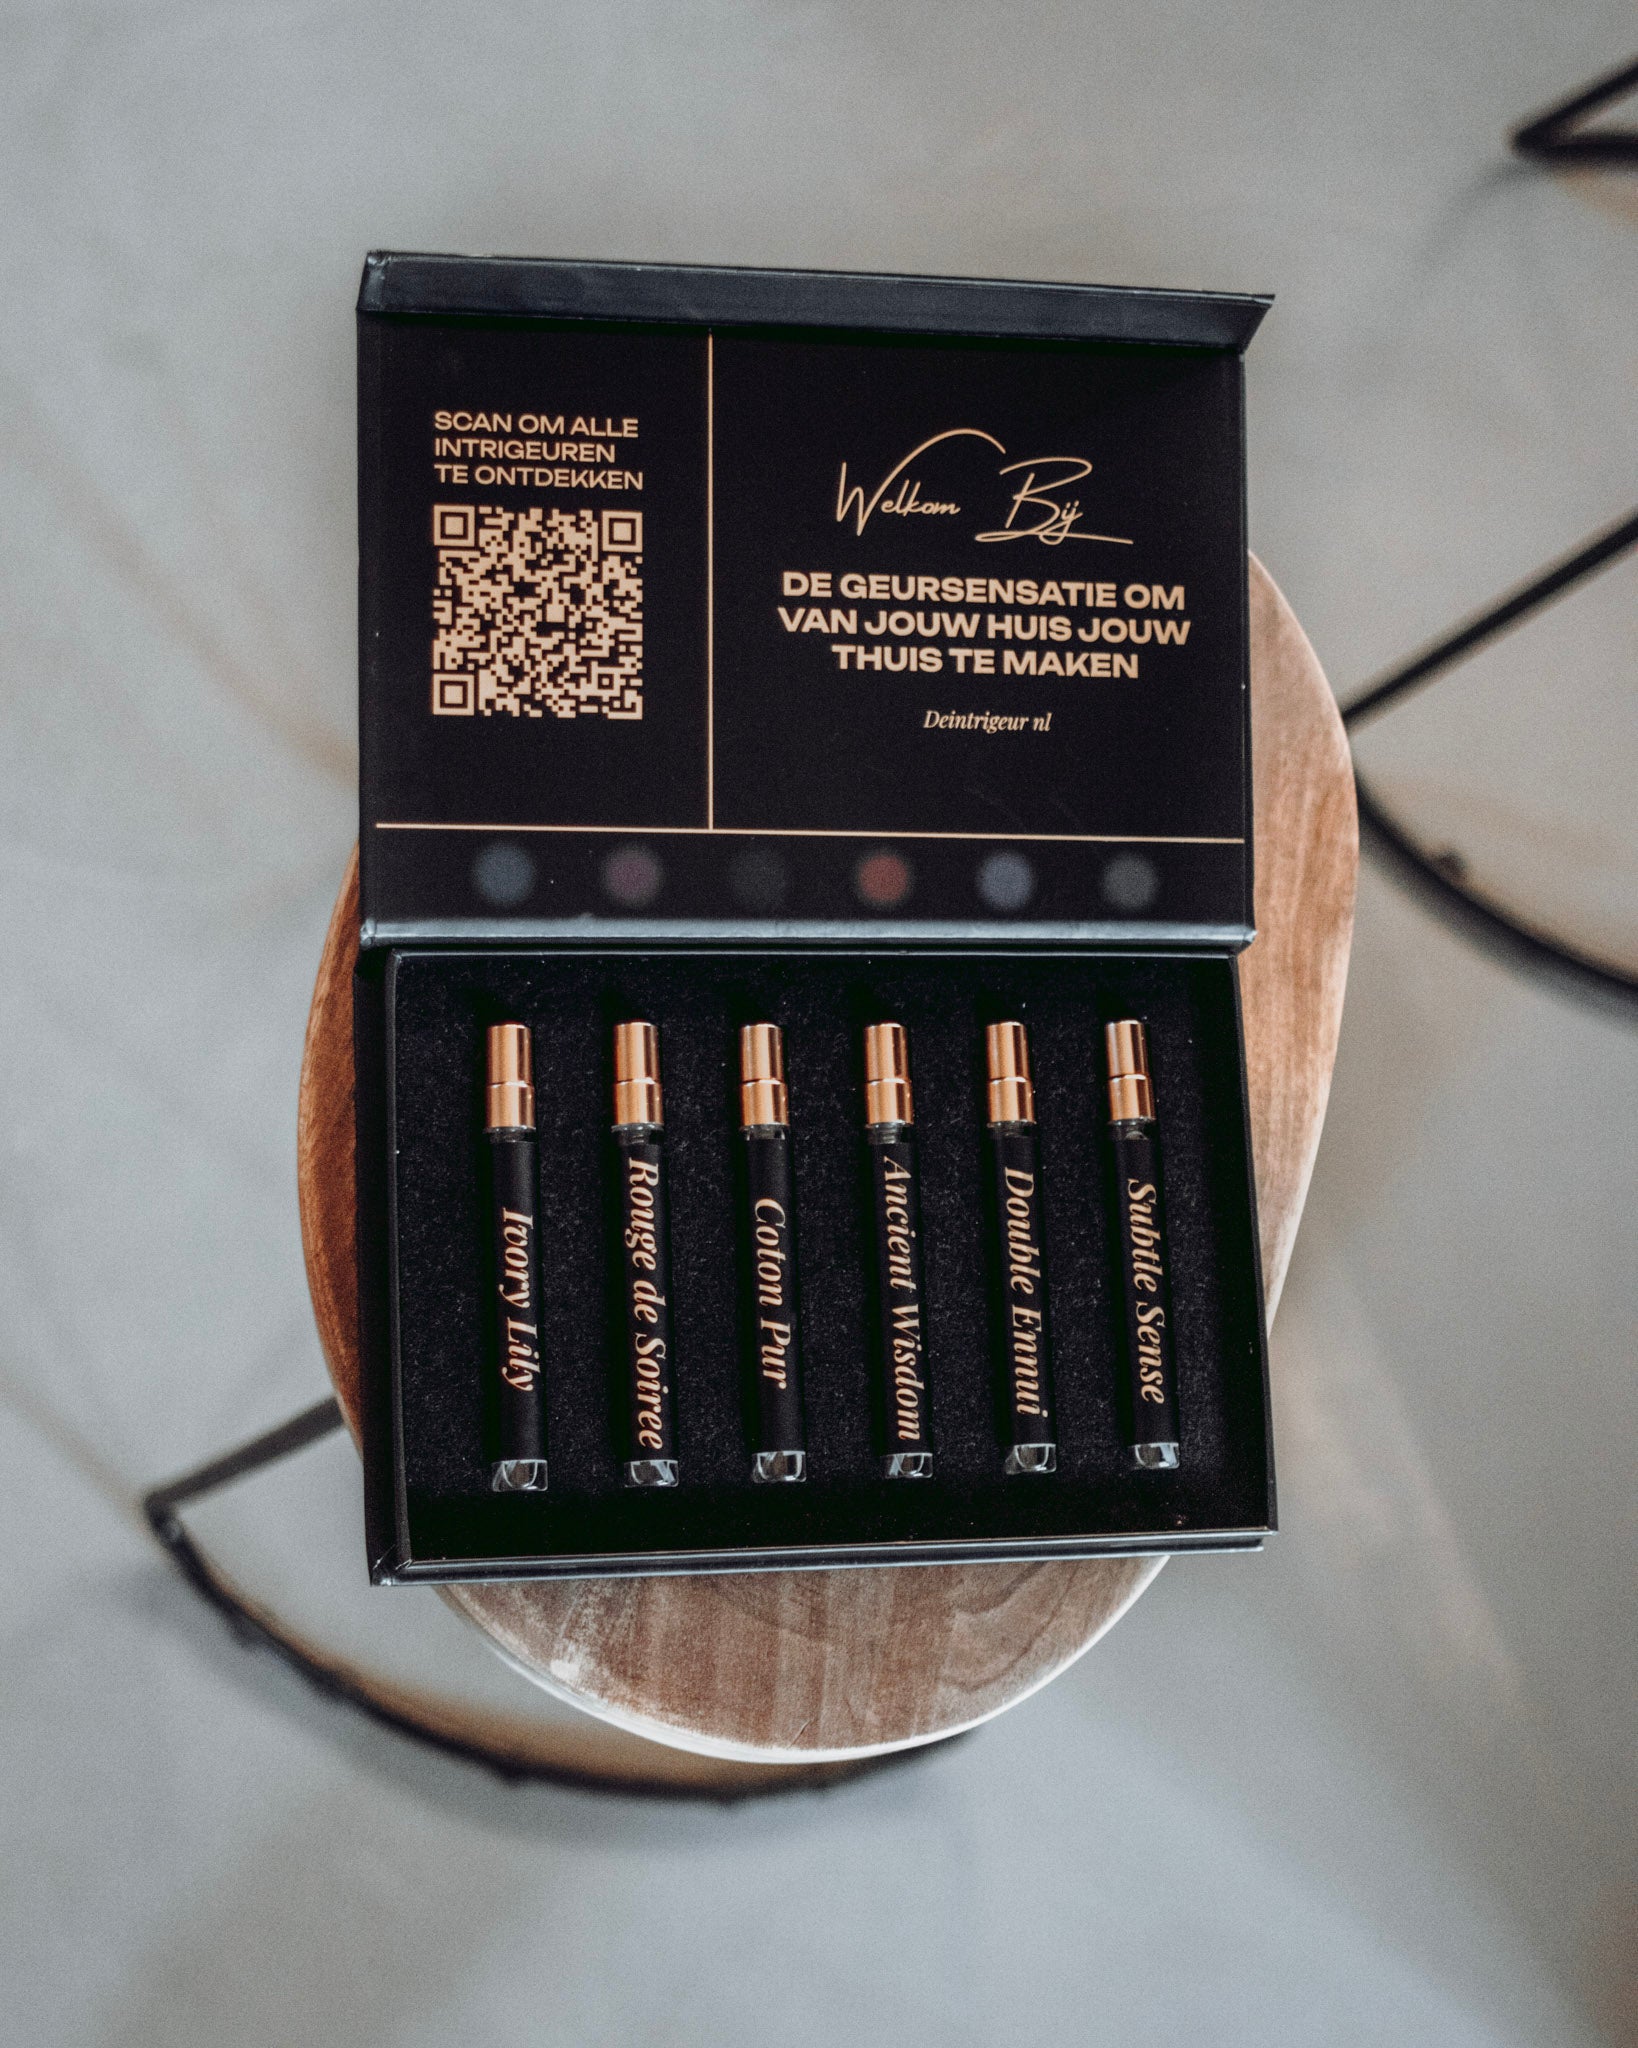 SCAN OM ALLE
INTRIGEUREN
TE ONTDEKKEN
Welkom Bij
DE GEURSENSATIE OM
VAN JOUW HUIS JOUW
THUIS TE MAKEN
Deintrigeur nl
Ivory Lily
Rouge de Soiree
Coton Pur
Ancient Wisdom
Double Ennui
Subtle Sense